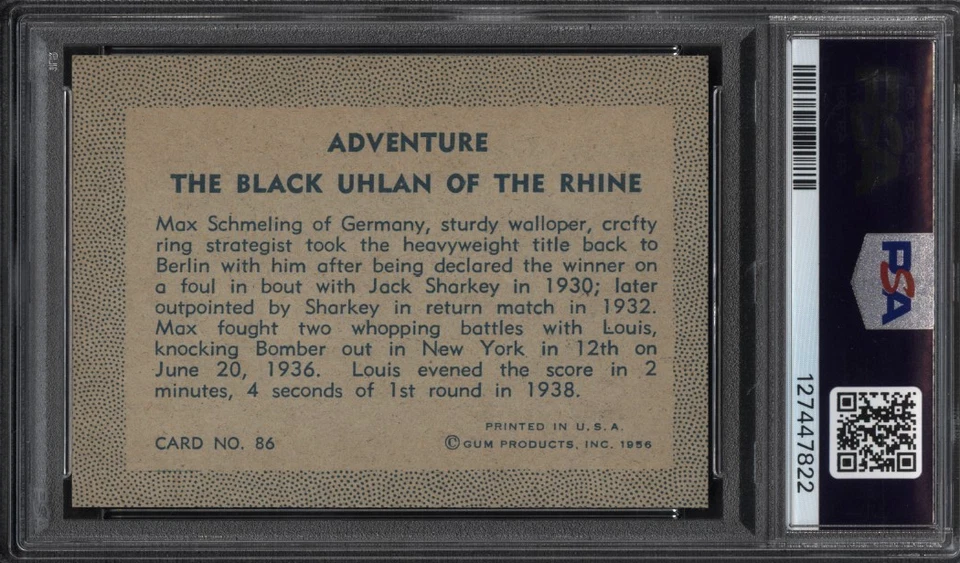 ADVENTURE
THE BLACK UHLAN OF THE RHINE
Max Schmeling of Germany, sturdy walloper, crafty
ring strategist took the heavyweight title back to
Berlin with him after being declared the winner on
a foul in bout with Jack Sharkey in 1930; later
outpointed by Sharkey in return match in 1932.
Max fought two whopping battles with Louis,
knocking Bomber out in New York in 12th on
June 20, 1936. Louis evened the score in 2
minutes, 4 seconds of 1st round in 1938.
PRINTED IN U.S.A.
CARD NO. 86 ©GUM PRODUCTS, INC. 1956
PSA
127447822